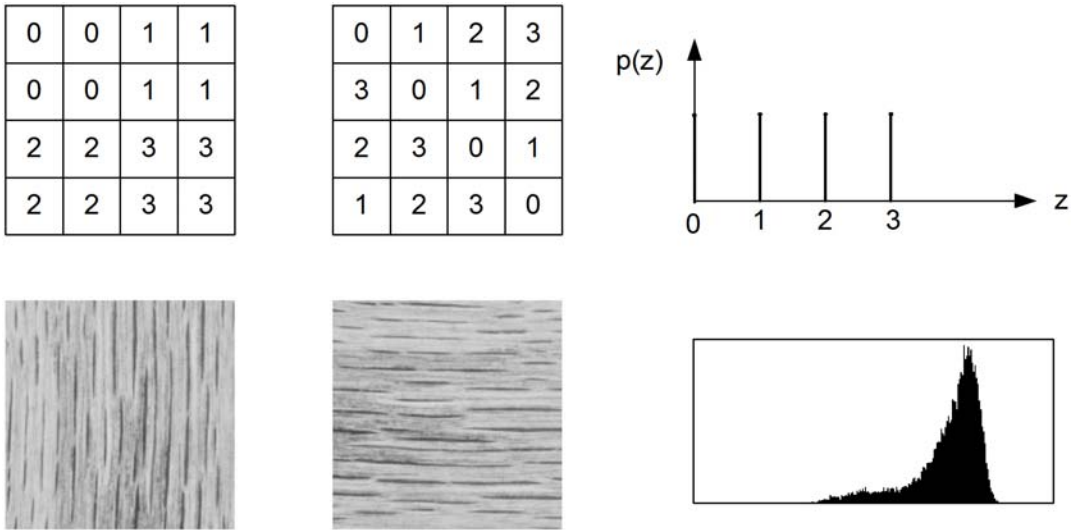 0 0 1 1
0 0 1 1
2 2 3 3
2 2 3 3
0 1 2 3
3 0 1 2
2 3 0 1
1 2 3 0
p(z)
z
0 1 2 3